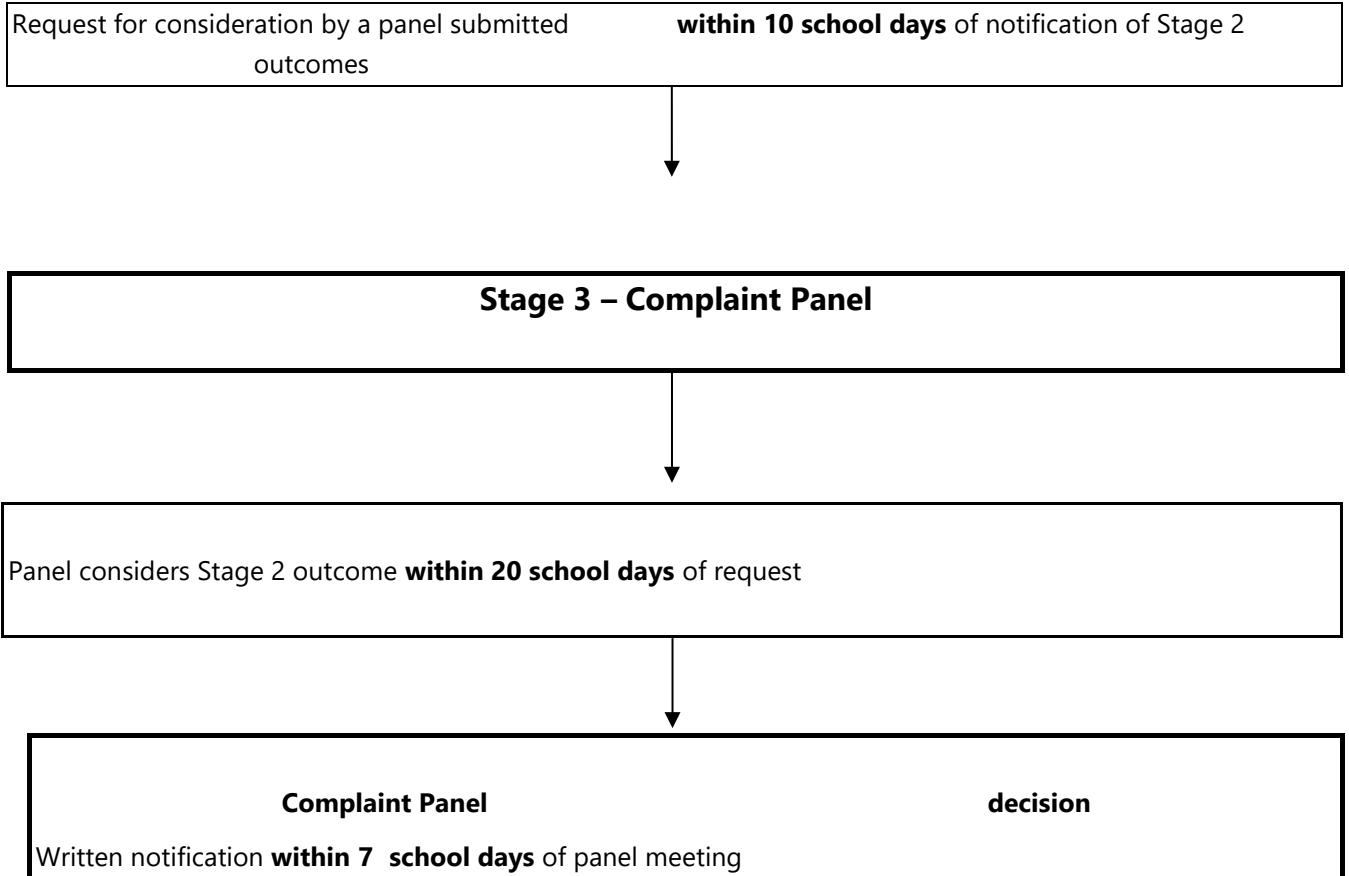 Request for consideration by a panel submitted within 10 school days of notification of Stage 2
outcomes
Stage 3 – Complaint Panel
Panel considers Stage 2 outcome within 20 school days of request
Complaint Panel decision
Written notification within 7 school days of panel meeting